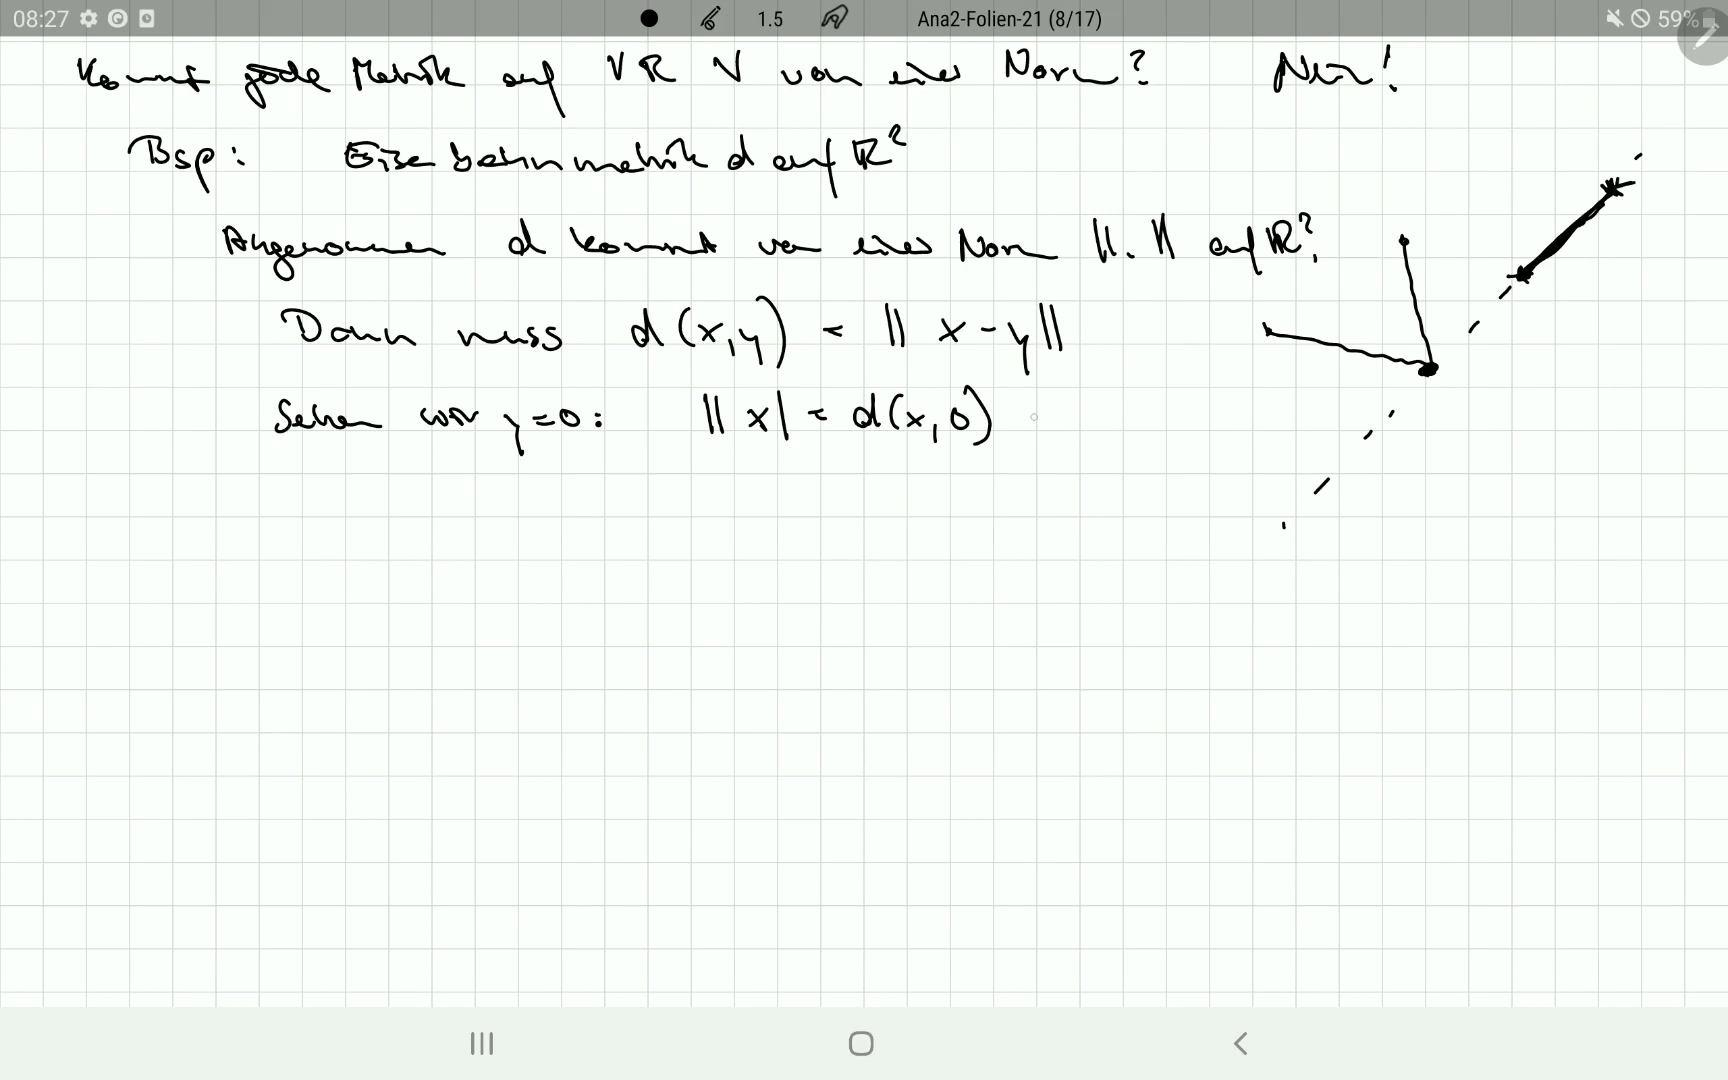 08:27 1.5 Ana2-Folien-21 (8/17) 59%
Kommt jede Metrik auf VR V von einer Norm? Nein!
Bsp: Eisenbahnmetrik d auf ℝ²
Angenommen d kommt von einer Norm ||.|| auf ℝ².
Dann muss d(x,y) = || x-y ||
Sehen wir y=0: || x| = d(x,0)